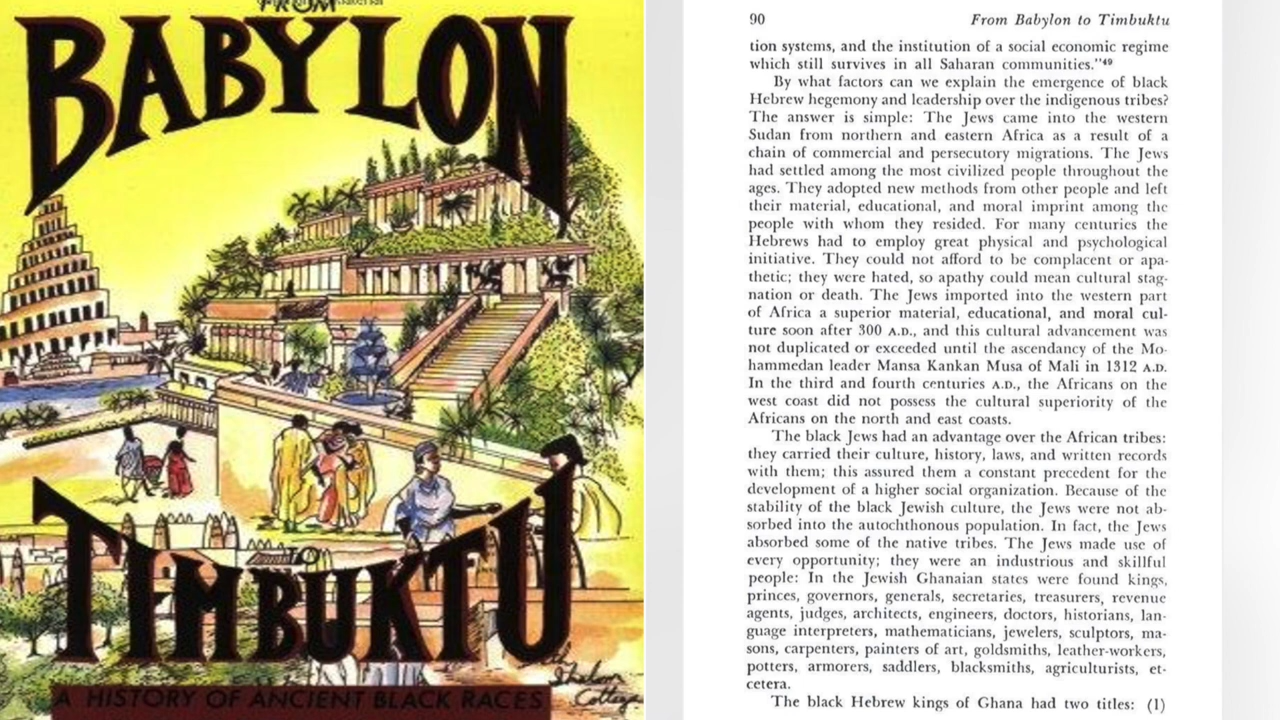 FROM
BABYLON
TO
TIMBUKTU
A HISTORY OF ANCIENT BLACK RACES
90 From Babylon to Timbuktu
tion systems, and the institution of a social economic regime
which still survives in all Saharan communities."49
By what factors can we explain the emergence of black
Hebrew hegemony and leadership over the indigenous tribes?
The answer is simple: The Jews came into the western
Sudan from northern and eastern Africa as a result of a
chain of commercial and persecutory migrations. The Jews
had settled among the most civilized people throughout the
ages. They adopted new methods from other people and left
their material, educational, and moral imprint among the
people with whom they resided. For many centuries the
Hebrews had to employ great physical and psychological
initiative. They could not afford to be complacent or apa-
thetic; they were hated, so apathy could mean cultural stag-
nation or death. The Jews imported into the western part
of Africa a superior material, educational, and moral cul-
ture soon after 300 A.D., and this cultural advancement was
not duplicated or exceeded until the ascendancy of the Mo-
hammedan leader Mansa Kankan Musa of Mali in 1312 A.D.
In the third and fourth centuries A.D., the Africans on the
west coast did not possess the cultural superiority of the
Africans on the north and east coasts.
The black Jews had an advantage over the African tribes:
they carried their culture, history, laws, and written records
with them; this assured them a constant precedent for the
development of a higher social organization. Because of the
stability of the black Jewish culture, the Jews were not ab-
sorbed into the autochthonous population. In fact, the Jews
absorbed some of the native tribes. The Jews made use of
every opportunity; they were an industrious and skillful
people: In the Jewish Ghanaian states were found kings,
princes, governors, generals, secretaries, treasurers, revenue
agents, judges, architects, engineers, doctors, historians, lan-
guage interpreters, mathematicians, jewelers, sculptors, ma-
sons, carpenters, painters of art, goldsmiths, leather-workers,
potters, armorers, saddlers, blacksmiths, agriculturists, et-
cetera.
The black Hebrew kings of Ghana had two titles: (1)